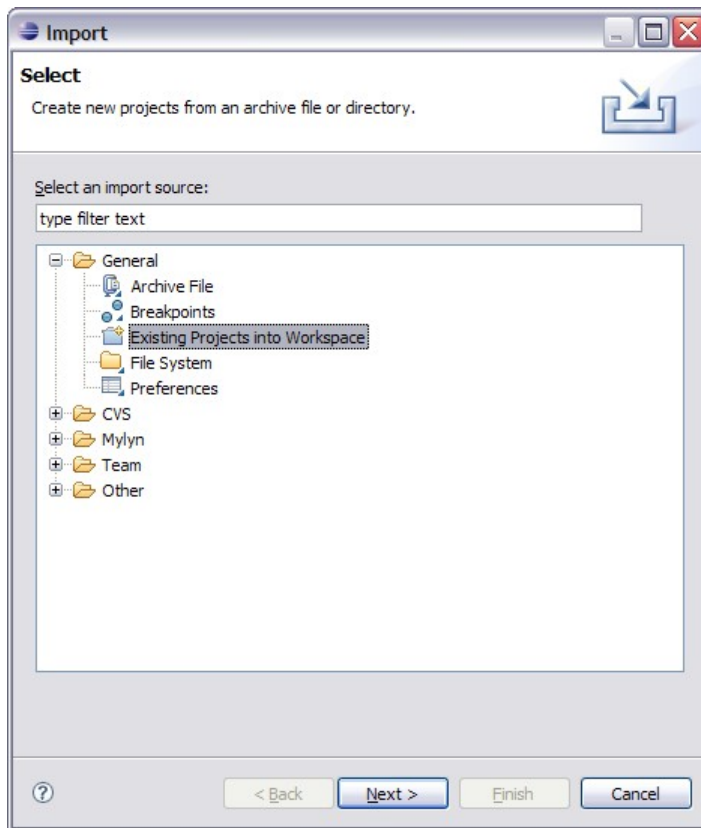 Import
Select
Create new projects from an archive file or directory.
Select an import source:
type filter text
General
Archive File
Breakpoints
Existing Projects into Workspace
File System
Preferences
CVS
Mylyn
Team
Other
? < Back Next > Finish Cancel